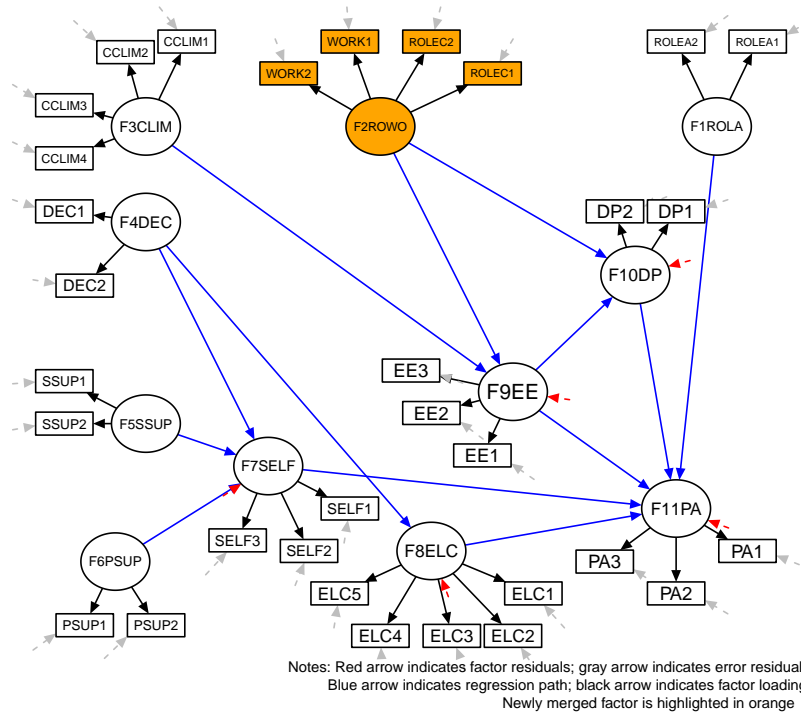 CCLIM1
CCLIM2
CCLIM3
CCLIM4
F3CLIM
WORK1
ROLEC2
WORK2
ROLEC1
F2ROWO
ROLEA2
ROLEA1
F1ROLA
DEC1
F4DEC
DEC2
DP2
DP1
F10DP
SSUP1
SSUP2
F5SSUP
EE3
F9EE
EE2
EE1
F7SELF
SELF1
SELF2
SELF3
F6PSUP
PSUP1
PSUP2
F8ELC
ELC5
ELC1
ELC4
ELC3
ELC2
F11PA
PA3
PA1
PA2
Notes: Red arrow indicates factor residuals; gray arrow indicates error residual
Blue arrow indicates regression path; black arrow indicates factor loading
Newly merged factor is highlighted in orange